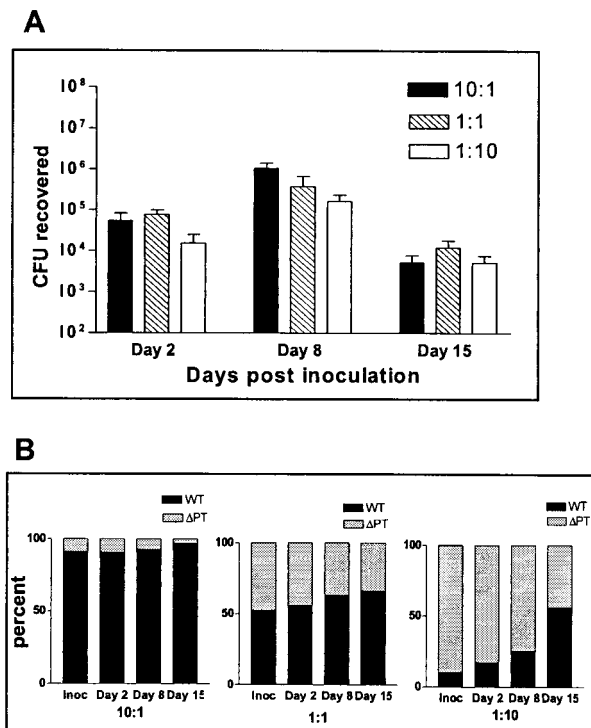 A
10⁸
10⁷
10⁶
10⁵
10⁴
10³
10²
CFU recovered
10:1
1:1
1:10
Day 2 Day 8 Day 15
Days post inoculation
B
percent
WT
ΔPT
100
50
0
Inoc Day 2 Day 8 Day 15
10:1
WT
ΔPT
100
50
0
Inoc Day 2 Day 8 Day 15
1:1
WT
ΔPT
100
50
0
Inoc Day 2 Day 8 Day 15
1:10